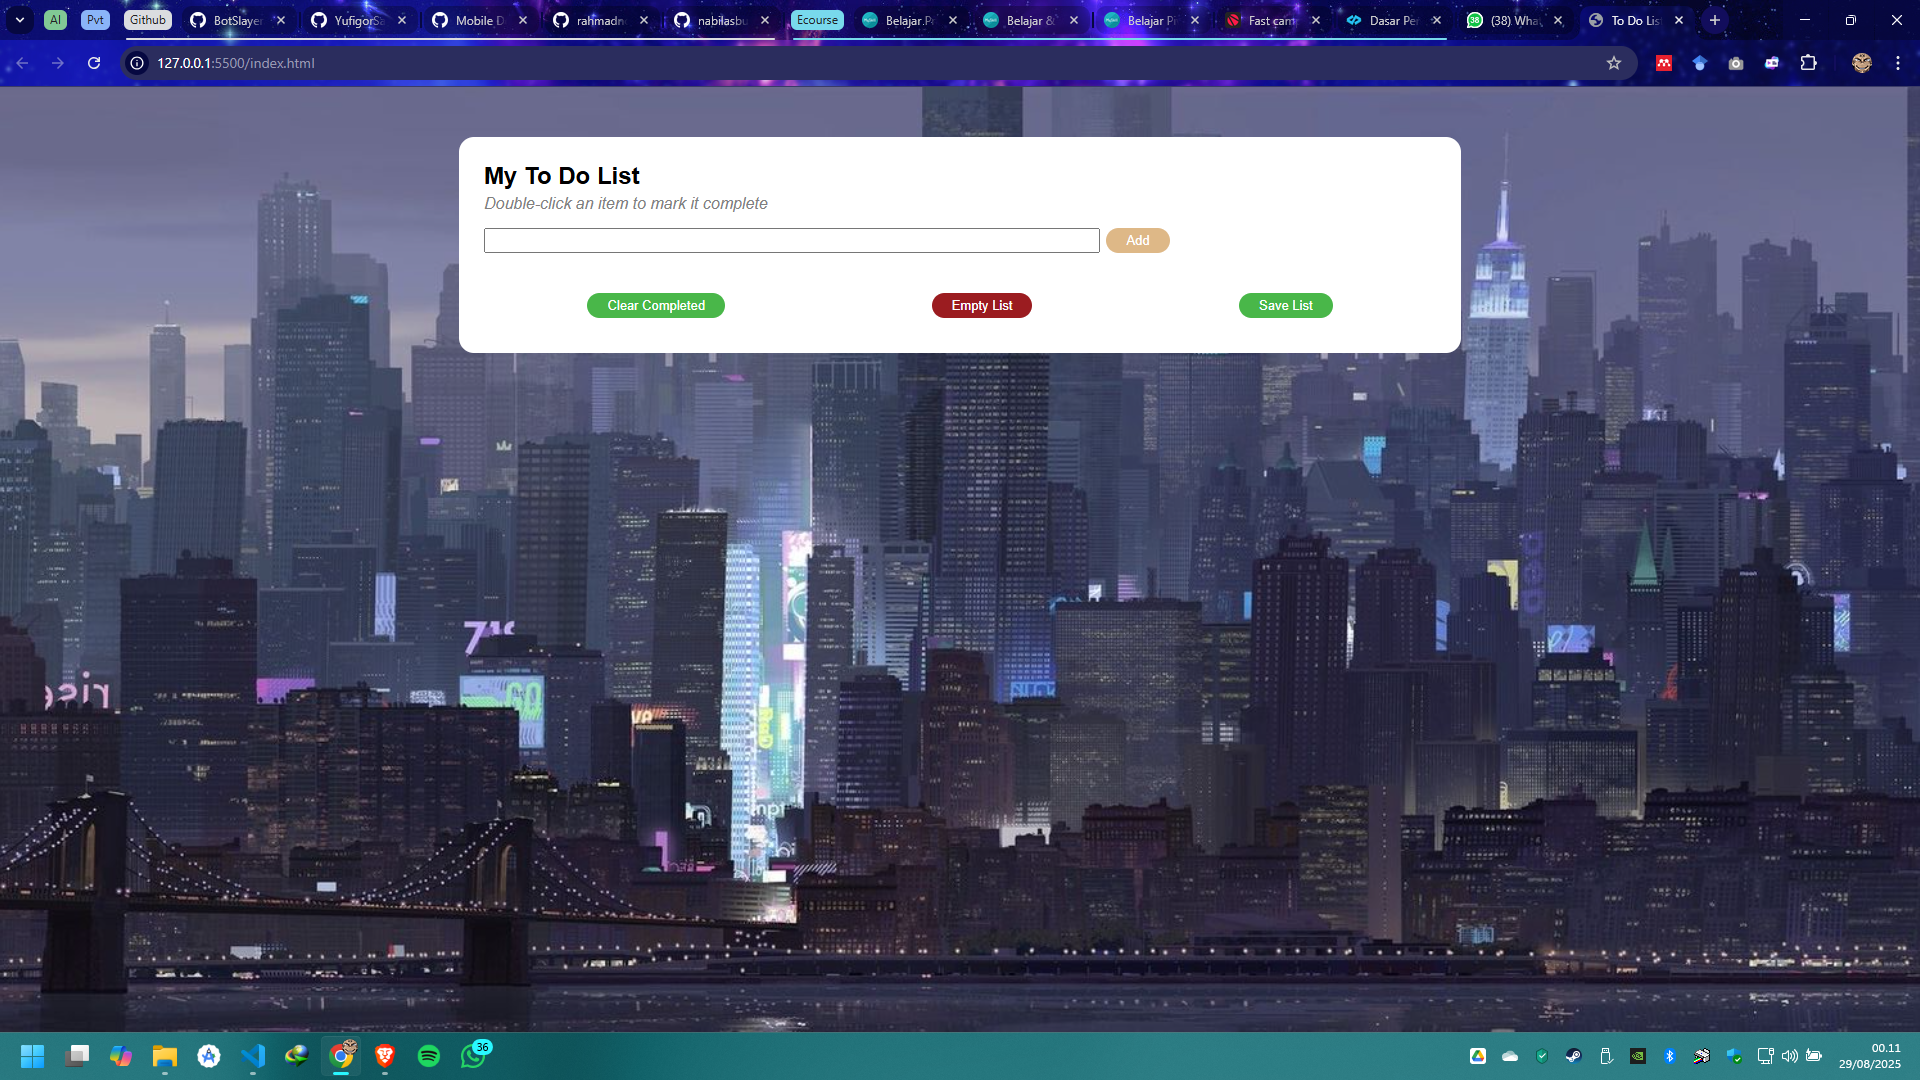 AI Pvt Github BotSlayer YufigorSa Mobile D rahmadn nabilasbu Ecourse Belajar.Pa Belajar & Belajar Pr Fast cam Dasar Per (38) What To Do Lis
127.0.0.1:5500/index.html
My To Do List
Double-click an item to mark it complete
Add
Clear Completed Empty List Save List
36
00.11
29/08/2025